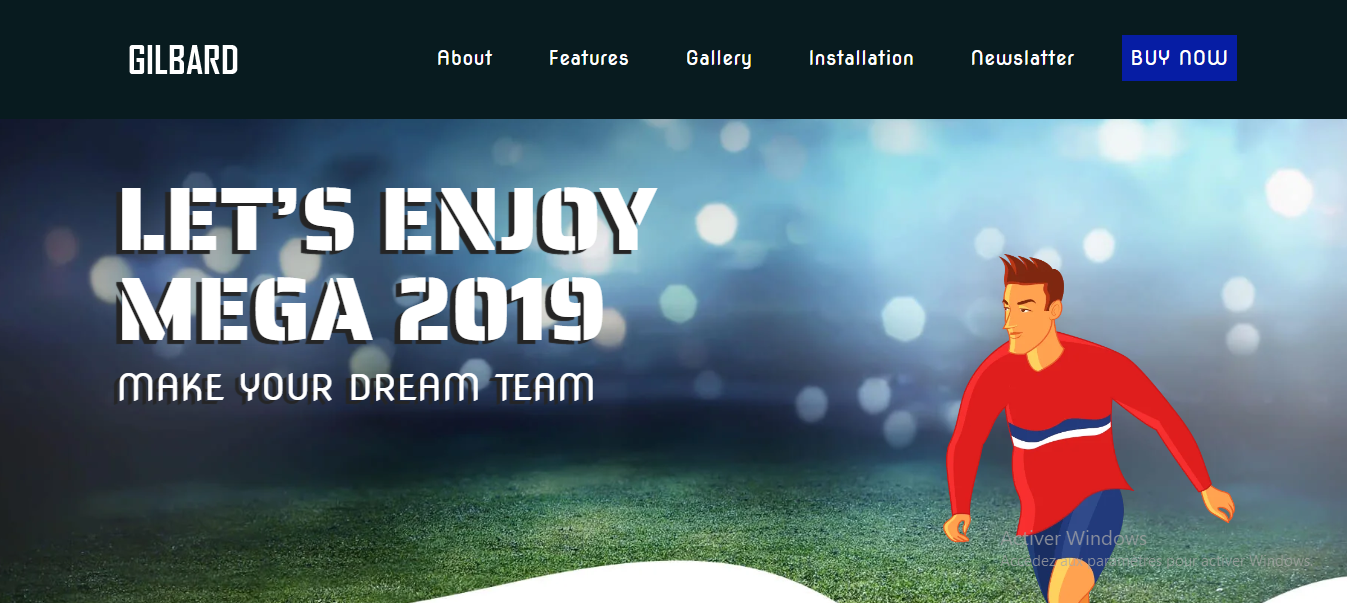 GILBARD
About Features Gallery Installation Newslatter BUY NOW
LET'S ENJOY
MEGA 2019
MAKE YOUR DREAM TEAM
Activer Windows
Accédez aux paramètres pour activer Windows.